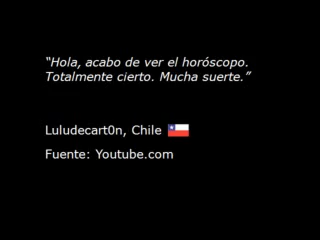 “Hola, acabo de ver el horóscopo.
Totalmente cierto. Mucha suerte.”
Luludecart0n, Chile
Fuente: Youtube.com